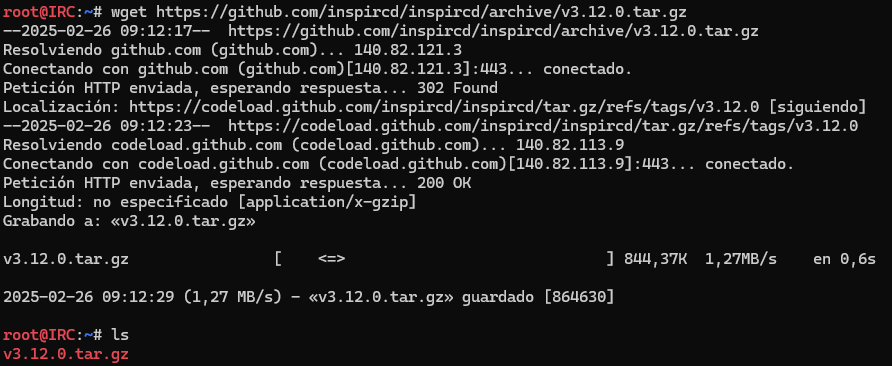 root@IRC:~# wget https://github.com/inspircd/inspircd/archive/v3.12.0.tar.gz
--2025-02-26 09:12:17-- https://github.com/inspircd/inspircd/archive/v3.12.0.tar.gz
Resolviendo github.com (github.com)... 140.82.121.3
Conectando con github.com (github.com)[140.82.121.3]:443... conectado.
Petición HTTP enviada, esperando respuesta... 302 Found
Localización: https://codeload.github.com/inspircd/inspircd/tar.gz/refs/tags/v3.12.0 [siguiendo]
--2025-02-26 09:12:23-- https://codeload.github.com/inspircd/inspircd/tar.gz/refs/tags/v3.12.0
Resolviendo codeload.github.com (codeload.github.com)... 140.82.113.9
Conectando con codeload.github.com (codeload.github.com)[140.82.113.9]:443... conectado.
Petición HTTP enviada, esperando respuesta... 200 OK
Longitud: no especificado [application/x-gzip]
Grabando a: «v3.12.0.tar.gz»
v3.12.0.tar.gz [ <=> ] 844,37K 1,27MB/s en 0,6s
2025-02-26 09:12:29 (1,27 MB/s) - «v3.12.0.tar.gz» guardado [864630]
root@IRC:~# ls
v3.12.0.tar.gz